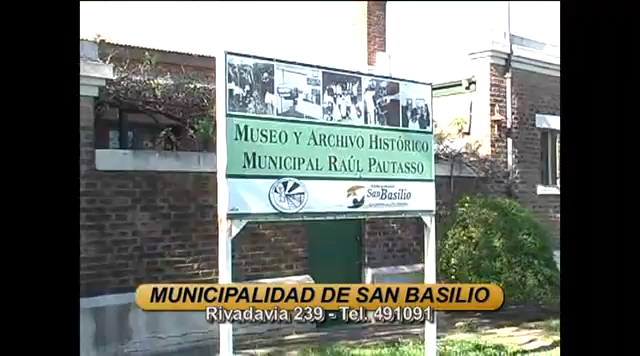 MUSEO Y ARCHIVO HISTÓRICO
MUNICIPAL RAÚL PAUTASSO
San Basilio
MUNICIPALIDAD DE SAN BASILIO
Rivadavia 239 - Tel. 491091